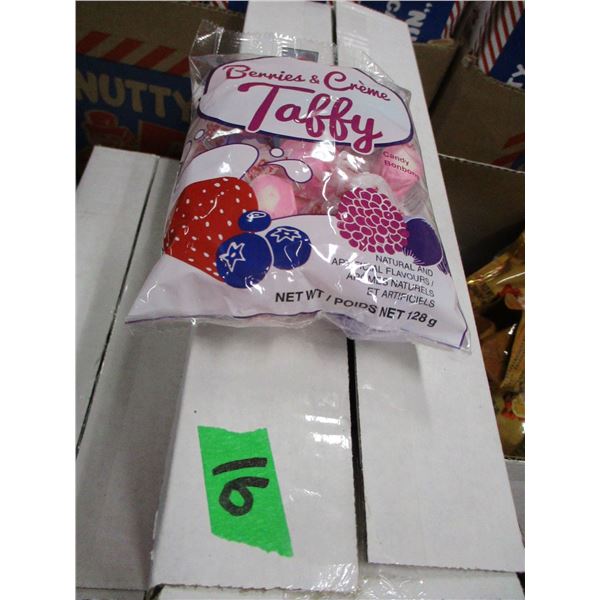 NUTTY
Berries & Crème
Taffy
Candy
Bonbons
NATURAL AND
ARTIFICIAL FLAVOURS /
ARÔMES NATURELS
ET ARTIFICIELS
NET WT / POIDS NET 128 g
16